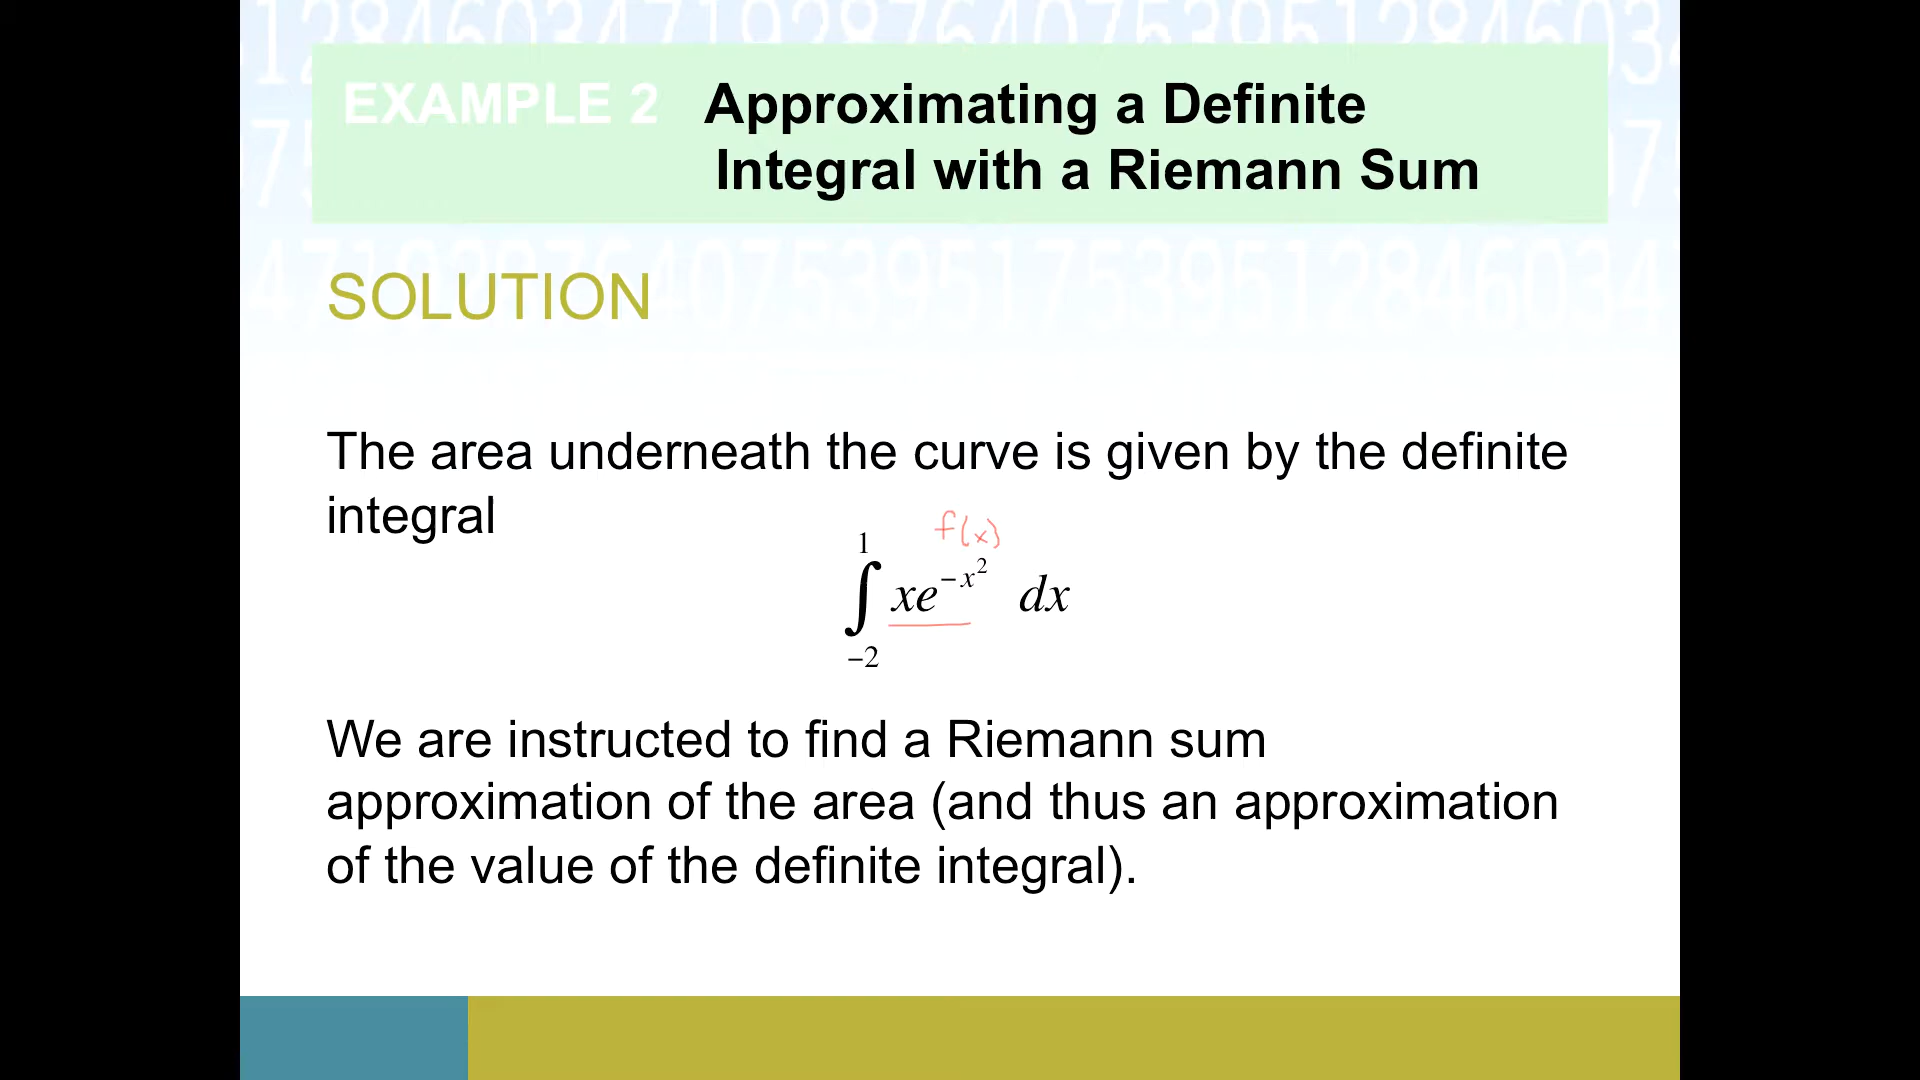 EXAMPLE 2 Approximating a Definite
Integral with a Riemann Sum
SOLUTION
The area underneath the curve is given by the definite
integral
f(x)
∫₋₂¹ xe^{-x²} dx
We are instructed to find a Riemann sum
approximation of the area (and thus an approximation
of the value of the definite integral).